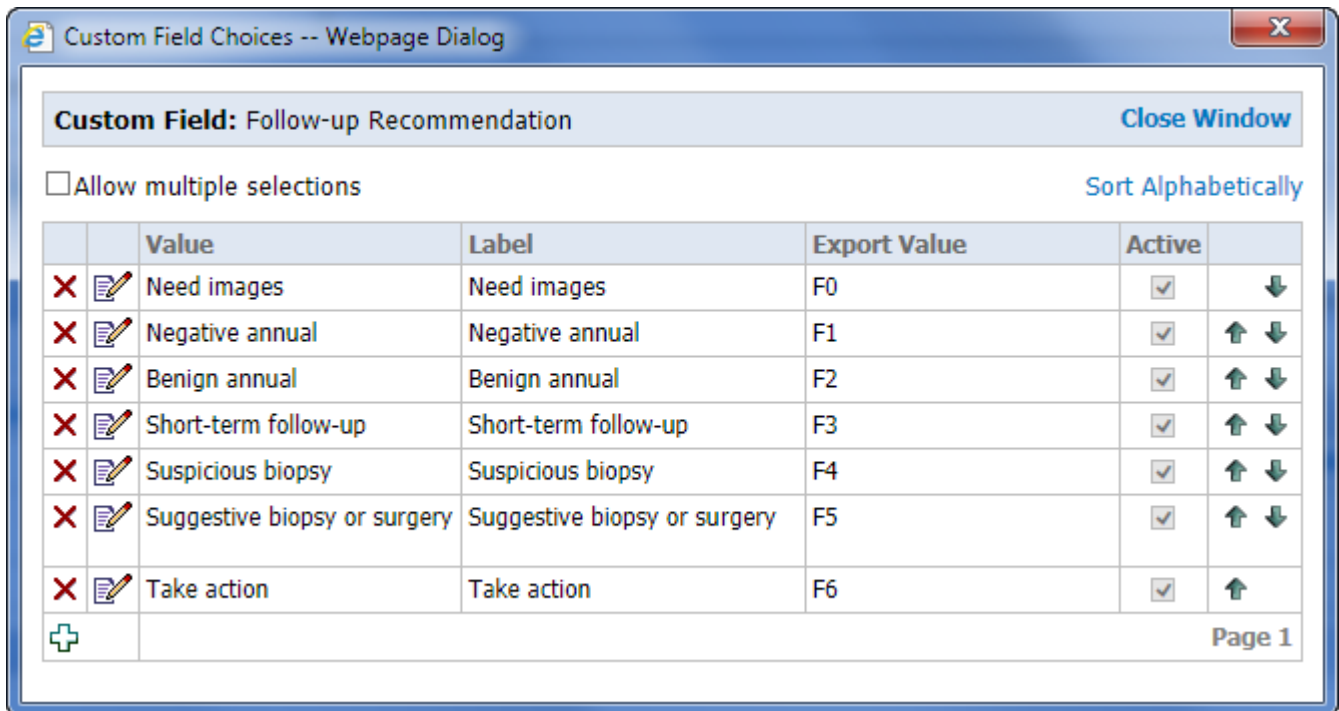 Custom Field Choices -- Webpage Dialog
Custom Field: Follow-up Recommendation Close Window
Allow multiple selections Sort Alphabetically
Value Label Export Value Active
Need images Need images F0
Negative annual Negative annual F1
Benign annual Benign annual F2
Short-term follow-up Short-term follow-up F3
Suspicious biopsy Suspicious biopsy F4
Suggestive biopsy or surgery Suggestive biopsy or surgery F5
Take action Take action F6
Page 1